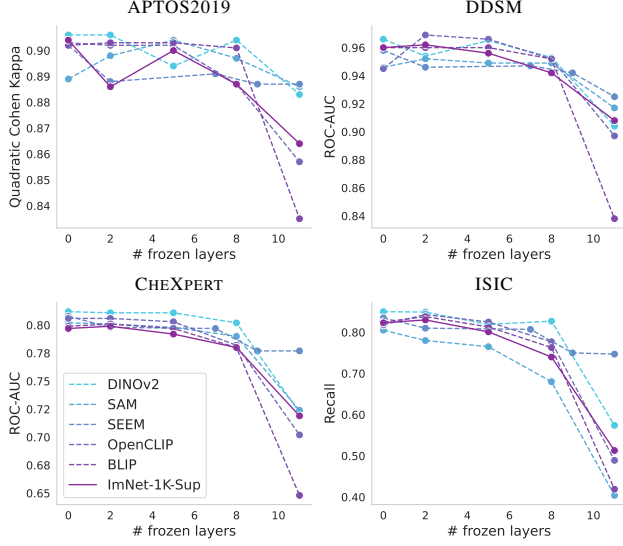 APTOS2019
Quadratic Cohen Kappa
0.90
0.89
0.88
0.87
0.86
0.85
0.84
0 2 4 6 8 10
# frozen layers
DDSM
ROC-AUC
0.96
0.94
0.92
0.90
0.88
0.86
0.84
0 2 4 6 8 10
# frozen layers
CHEXPERT
ROC-AUC
0.80
0.78
0.75
0.72
0.70
0.68
0.65
DINOv2
SAM
SEEM
OpenCLIP
BLIP
ImNet-1K-Sup
0 2 4 6 8 10
# frozen layers
ISIC
Recall
0.80
0.70
0.60
0.50
0.40
0 2 4 6 8 10
# frozen layers